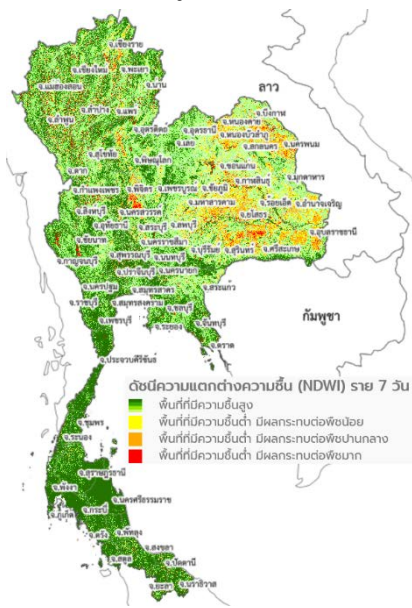 จ.เชียงราย
จ.เชียงใหม่
จ.พะเยา
จ.แม่ฮ่องสอน
จ.น่าน
จ.ลำปาง
จ.แพร่
จ.ลำพูน
จ.อุตรดิตถ์
จ.สุโขทัย
จ.พิษณุโลก
จ.ตาก
จ.กำแพงเพชร
จ.พิจิตร
จ.เพชรบูรณ์
ลาว
จ.บึงกาฬ
จ.หนองคาย
จ.อุดรธานี
จ.เลย
จ.หนองบัวลำภู
จ.สกลนคร
จ.นครพนม
จ.ขอนแก่น
จ.กาฬสินธุ์
จ.มุกดาหาร
จ.ชัยภูมิ
จ.มหาสารคาม
จ.ร้อยเอ็ด
จ.อำนาจเจริญ
จ.ยโสธร
จ.อุบลราชธานี
จ.บุรีรัมย์
จ.สุรินทร์
จ.ศรีสะเกษ
จ.สิงหบุรี
จ.นครสวรรค์
จ.อุทัยธานี
จ.สระบุรี
จ.ลพบุรี
จ.ชัยนาท
จ.นครราชสีมา
จ.สุพรรณบุรี
จ.นนทบุรี
จ.กาญจนบุรี
จ.ปราจีนบุรี
จ.นครนายก
จ.สระแก้ว
จ.นครปฐม
จ.สมุทรสาคร
จ.ราชบุรี
จ.สมุทรสงคราม
จ.ชลบุรี
จ.เพชรบุรี
จ.ระยอง
จ.จันทบุรี
จ.ตราด
กัมพูชา
จ.ประจวบคีรีขันธ์
ดัชนีความแตกต่างความชื้น (NDWI) ราย 7 วัน
พื้นที่ที่มีความชื้นสูง
พื้นที่ที่มีความชื้นต่ำ มีผลกระทบต่อพืชน้อย
พื้นที่ที่มีความชื้นต่ำ มีผลกระทบต่อพืชปานกลาง
พื้นที่ที่มีความชื้นต่ำ มีผลกระทบต่อพืชมาก
จ.ชุมพร
จ.ระนอง
จ.สุราษฎร์ธานี
จ.พังงา
จ.นครศรีธรรมราช
จ.กระบี่
จ.ภูเก็ต
จ.ตรัง
จ.พัทลุง
จ.สงขลา
จ.สตูล
จ.ปัตตานี
จ.ยะลา
จ.นราธิวาส